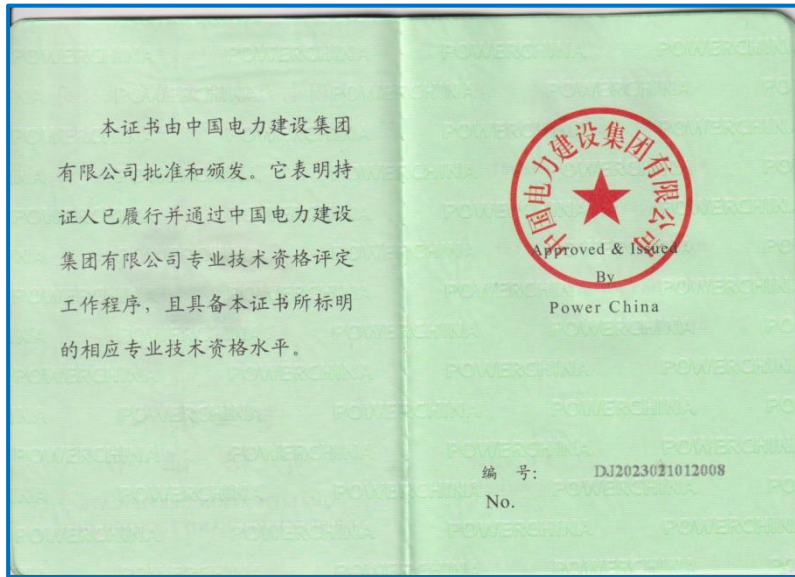 本证书由中国电力建设集团
有限公司批准和颁发。它表明持
证人已履行并通过中国电力建设
集团有限公司专业技术资格评定
工作程序，且具备本证书所标明
的相应专业技术资格水平。
中国电力建设集团有限公司
Approved & Issued
By
Power China
编 号: DJ2023021012008
No.
POWERCHINA